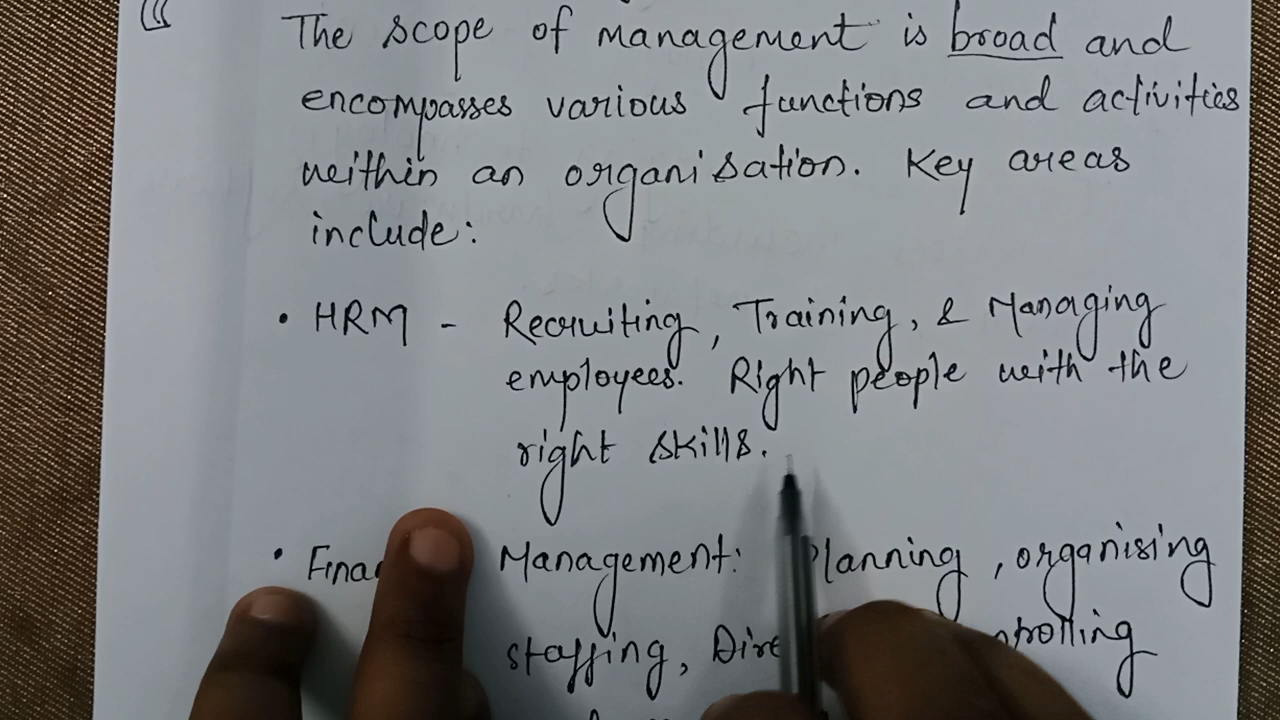 The scope of management is broad and
encompasses various functions and activities
within an organisation. Key areas
include:
• HRM - Recruiting, Training, & Managing
employees. Right people with the
right skills.
• Management: Planning, organising
staffing,